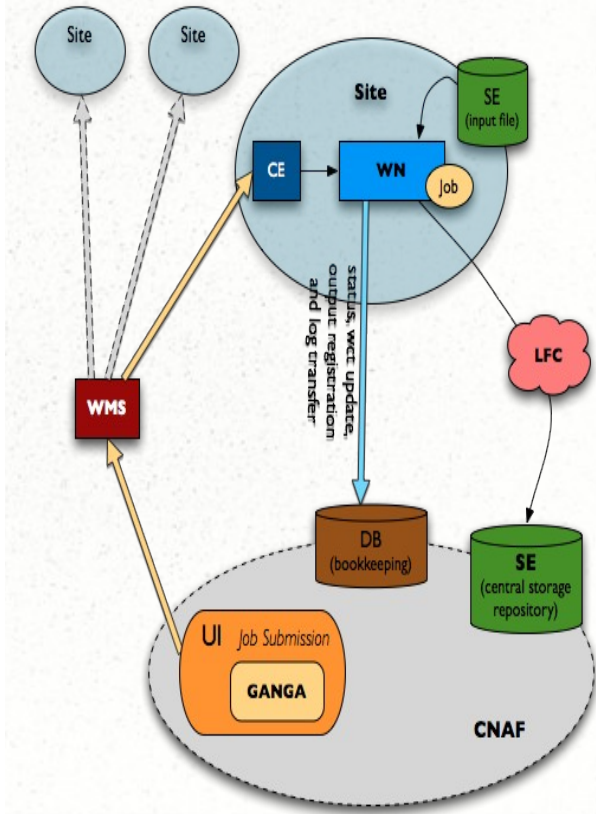 Site
Site
Site
SE
(input file)
CE
WN
Job
status, wct update,
output registration
and log transfer
LFC
WMS
DB
(bookkeeping)
SE
(central storage
repository)
UI Job Submission
GANGA
CNAF